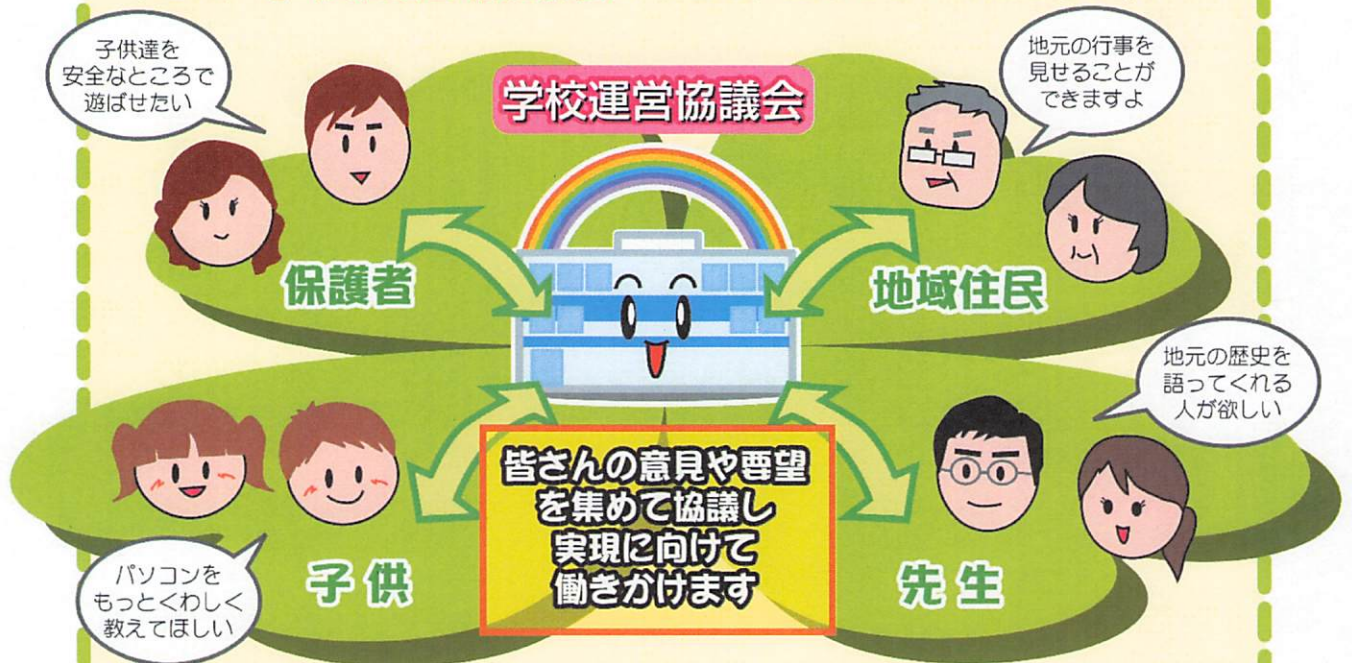 子供達を
安全なところで
遊ばせたい
学校運営協議会
地元の行事を
見せることが
できますよ
保護者
地域住民
地元の歴史を
語ってくれる
人が欲しい
皆さんの意見や要望
を集めて協議し
実現に向けて
働きかけます
パソコンを
もっとくわしく
教えてほしい
子供
先生